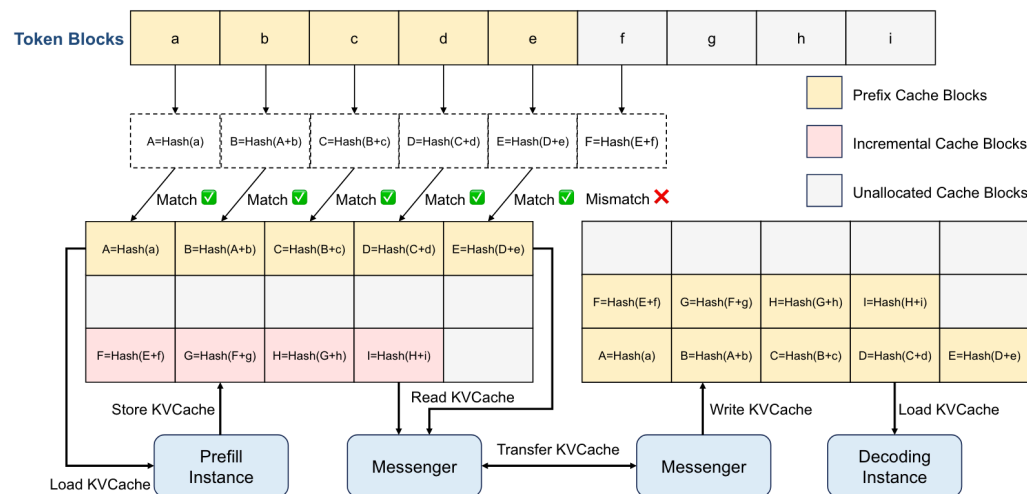 Token Blocks
a
b
c
d
e
f
g
h
i
Prefix Cache Blocks
Incremental Cache Blocks
Unallocated Cache Blocks
A=Hash(a)
B=Hash(A+b)
C=Hash(B+c)
D=Hash(C+d)
E=Hash(D+e)
F=Hash(E+f)
Match
Match
Match
Match
Match
Mismatch
A=Hash(a)
B=Hash(A+b)
C=Hash(B+c)
D=Hash(C+d)
E=Hash(D+e)
F=Hash(E+f)
G=Hash(F+g)
H=Hash(G+h)
I=Hash(H+i)
F=Hash(E+f)
G=Hash(F+g)
H=Hash(G+h)
I=Hash(H+i)
A=Hash(a)
B=Hash(A+b)
C=Hash(B+c)
D=Hash(C+d)
E=Hash(D+e)
Store KVCache
Read KVCache
Write KVCache
Load KVCache
Load KVCache
Prefill
Instance
Messenger
Transfer KVCache
Messenger
Decoding
Instance